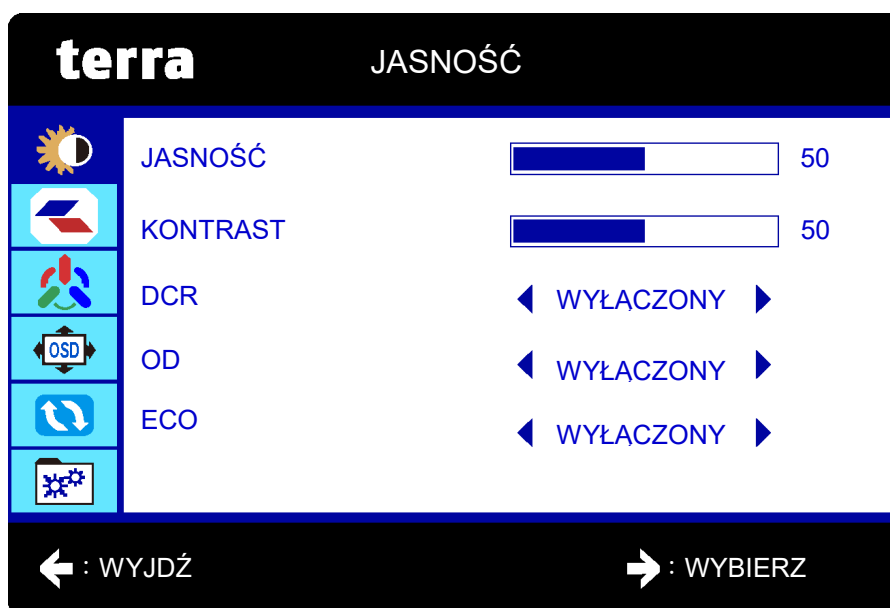 terra JASNOŚĆ
JASNOŚĆ 50
KONTRAST 50
DCR WYŁĄCZONY
OD WYŁĄCZONY
OSD
ECO WYŁĄCZONY
: WYJDŹ : WYBIERZ